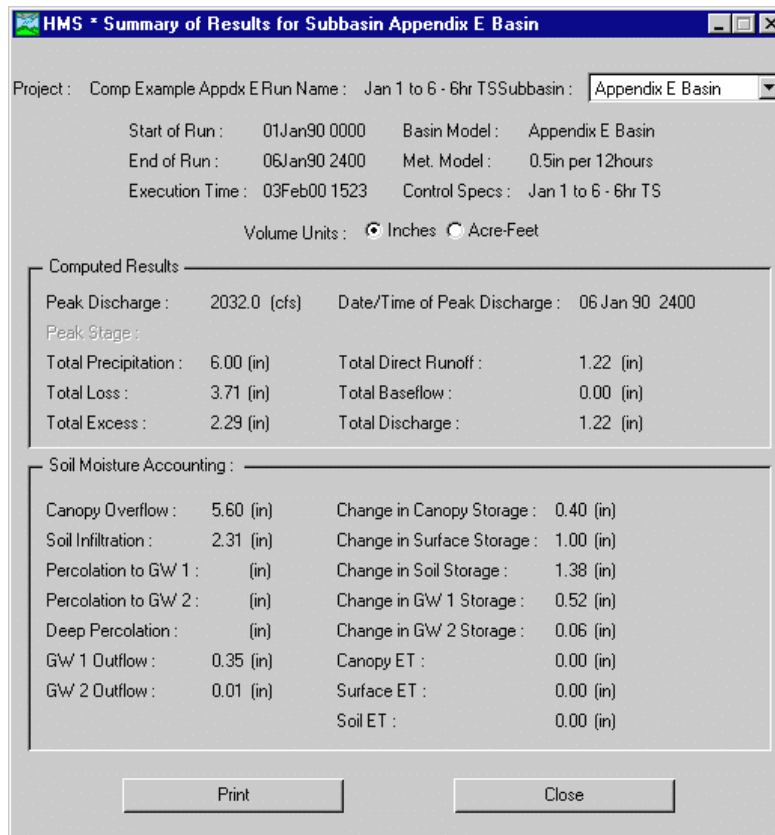 HMS * Summary of Results for Subbasin Appendix E Basin
Project : Comp Example Appdx E Run Name : Jan 1 to 6 - 6hr TS Subbasin : Appendix E Basin
Start of Run : 01Jan90 0000 Basin Model : Appendix E Basin
End of Run : 06Jan90 2400 Met. Model : 0.5in per 12hours
Execution Time : 03Feb00 1523 Control Specs : Jan 1 to 6 - 6hr TS
Volume Units : Inches Acre-Feet
Computed Results
Peak Discharge : 2032.0 (cfs) Date/Time of Peak Discharge : 06 Jan 90 2400
Peak Stage :
Total Precipitation : 6.00 (in) Total Direct Runoff : 1.22 (in)
Total Loss : 3.71 (in) Total Baseflow : 0.00 (in)
Total Excess : 2.29 (in) Total Discharge : 1.22 (in)
Soil Moisture Accounting :
Canopy Overflow : 5.60 (in) Change in Canopy Storage : 0.40 (in)
Soil Infiltration : 2.31 (in) Change in Surface Storage : 1.00 (in)
Percolation to GW 1 : (in) Change in Soil Storage : 1.38 (in)
Percolation to GW 2 : (in) Change in GW 1 Storage : 0.52 (in)
Deep Percolation : (in) Change in GW 2 Storage : 0.06 (in)
GW 1 Outflow : 0.35 (in) Canopy ET : 0.00 (in)
GW 2 Outflow : 0.01 (in) Surface ET : 0.00 (in)
Soil ET : 0.00 (in)
Print Close